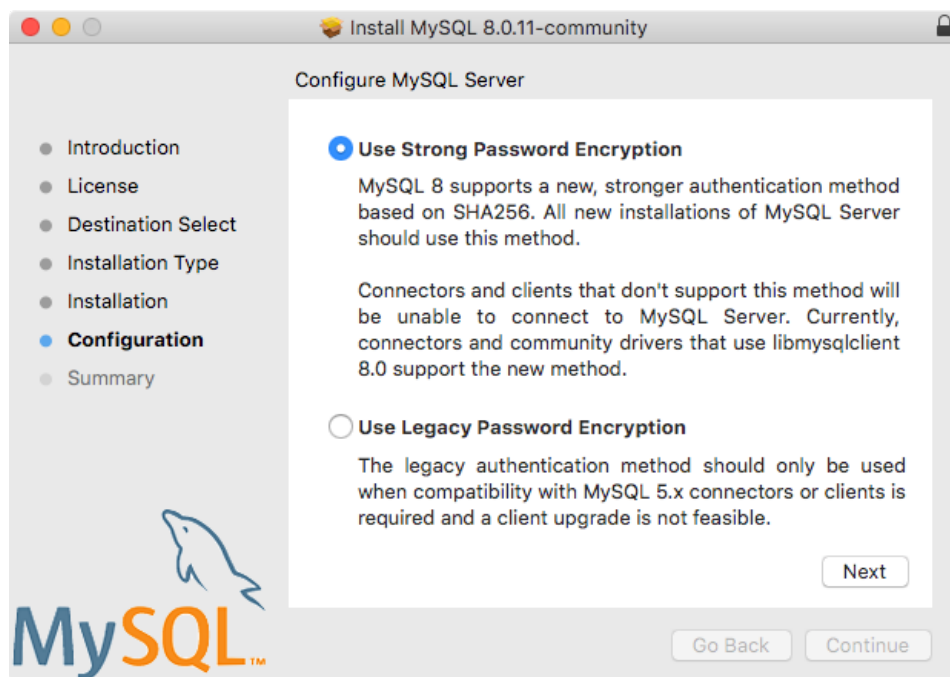 Install MySQL 8.0.11-community
Configure MySQL Server
Introduction
License
Destination Select
Installation Type
Installation
Configuration
Summary
Use Strong Password Encryption
MySQL 8 supports a new, stronger authentication method
based on SHA256. All new installations of MySQL Server
should use this method.
Connectors and clients that don't support this method will
be unable to connect to MySQL Server. Currently,
connectors and community drivers that use libmysqlclient
8.0 support the new method.
Use Legacy Password Encryption
The legacy authentication method should only be used
when compatibility with MySQL 5.x connectors or clients is
required and a client upgrade is not feasible.
Next
MySQL™
Go Back
Continue